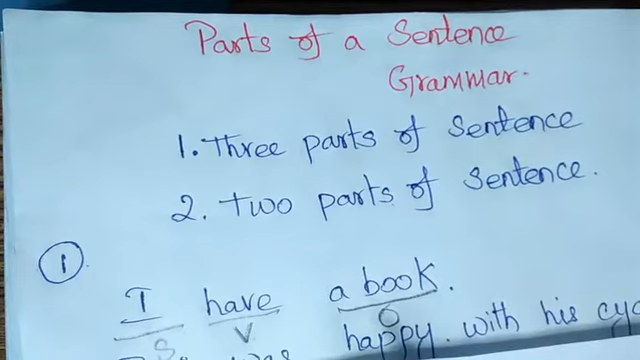 Parts of a Sentence
Grammar.
1. Three parts of Sentence
2. Two parts of Sentence.
1
I have a book.
S V O
was happy. with his